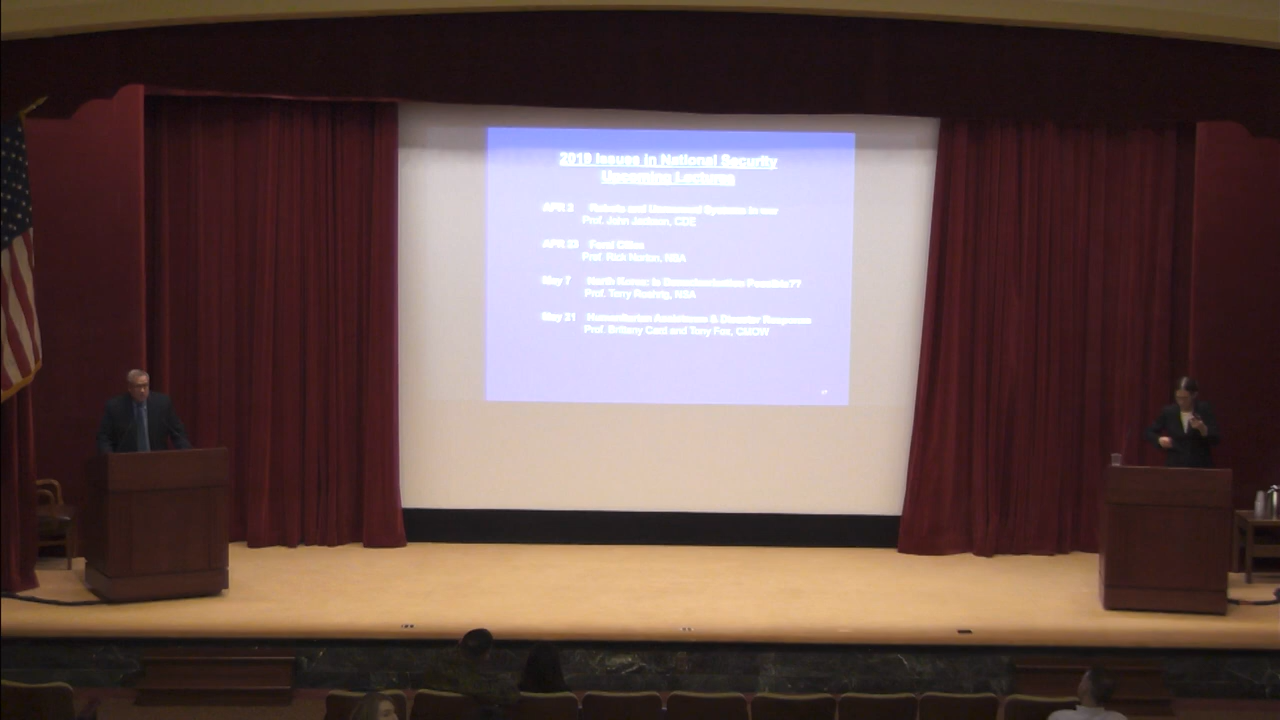 2019 Issues in National Security
Upcoming Lectures
APR 2 Robots and Unmanned Systems in war
Prof. John Jackson, CDE
APR 23 Feral Cities
Prof. Rick Norton, NSA
May 7 North Korea: Is Denuclearization Possible??
Prof. Terry Roehrig, NSA
May 21 Humanitarian Assistance & Disaster Response
Prof. Brittany Card and Tony Fox, CMOW